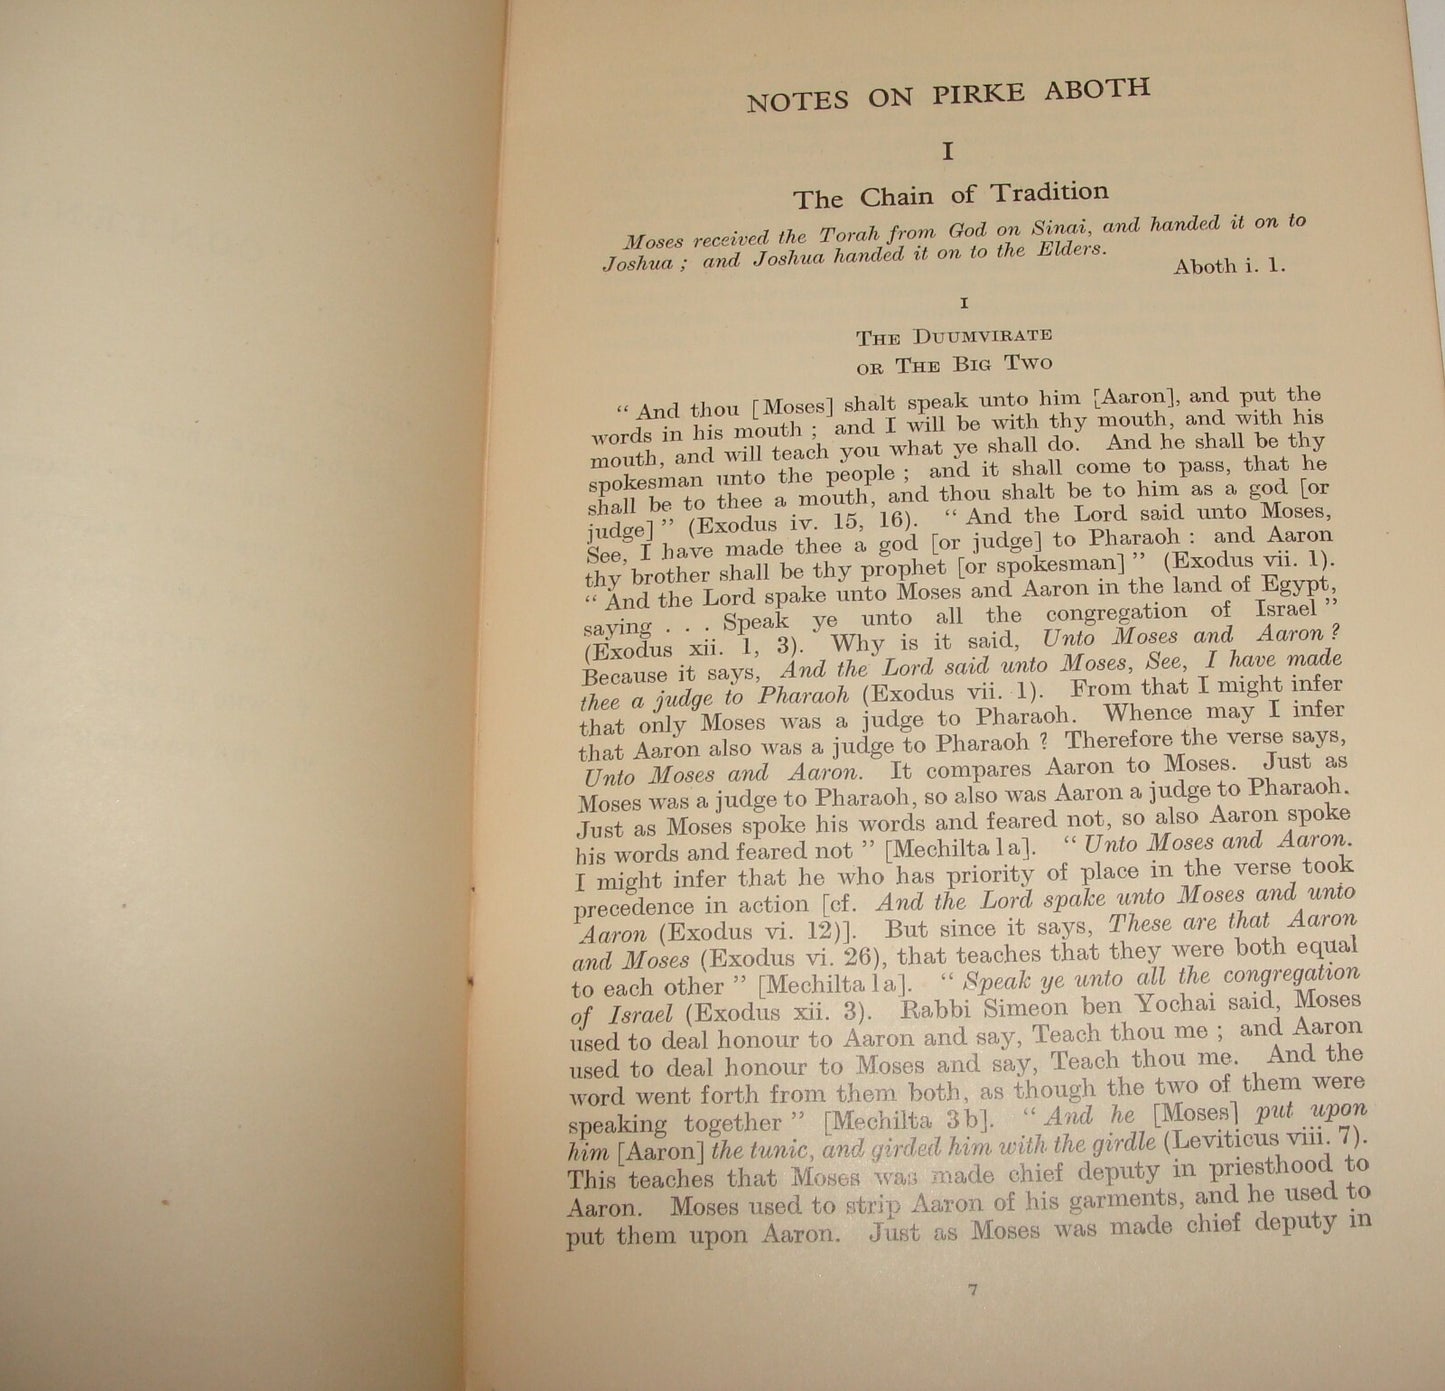 NOTES ON PIRKE ABOTH
I
The Chain of Tradition
Moses received the Torah from God on Sinai, and handed it on to
Joshua ; and Joshua handed it on to the Elders.
Aboth i. 1.
I
THE DUUMVIRATE
OR THE BIG TWO
“ And thou [Moses] shalt speak unto him [Aaron], and put the
words in his mouth ; and I will be with thy mouth, and with his
mouth, and will teach you what ye shall do. And he shall be thy
spokesman unto the people ; and it shall come to pass, that he
shall be to thee a mouth, and thou shalt be to him as a god [or
judge] ” (Exodus iv. 15, 16). “ And the Lord said unto Moses,
See, I have made thee a god [or judge] to Pharaoh : and Aaron
thy brother shall be thy prophet [or spokesman] ” (Exodus vii. 1).
“ And the Lord spake unto Moses and Aaron in the land of Egypt,
saying . . . Speak ye unto all the congregation of Israel ”
(Exodus xii. 1, 3). Why is it said, Unto Moses and Aaron ?
Because it says, And the Lord said unto Moses, See, I have made
thee a judge to Pharaoh (Exodus vii. 1). From that I might infer
that only Moses was a judge to Pharaoh. Whence may I infer
that Aaron also was a judge to Pharaoh ? Therefore the verse says,
Unto Moses and Aaron. It compares Aaron to Moses. Just as
Moses was a judge to Pharaoh, so also was Aaron a judge to Pharaoh.
Just as Moses spoke his words and feared not, so also Aaron spoke
his words and feared not ” [Mechilta 1a]. “ Unto Moses and Aaron.
I might infer that he who has priority of place in the verse took
precedence in action [cf. And the Lord spake unto Moses and unto
Aaron (Exodus vi. 12)]. But since it says, These are that Aaron
and Moses (Exodus vi. 26), that teaches that they were both equal
to each other ” [Mechilta 1a]. “ Speak ye unto all the congregation
of Israel (Exodus xii. 3). Rabbi Simeon ben Yochai said, Moses
used to deal honour to Aaron and say, Teach thou me ; and Aaron
used to deal honour to Moses and say, Teach thou me. And the
word went forth from them both, as though the two of them were
speaking together ” [Mechilta 3b]. “ And he [Moses] put upon
him [Aaron] the tunic, and girded him with the girdle (Leviticus viii. 7).
This teaches that Moses was made chief deputy in priesthood to
Aaron. Moses used to strip Aaron of his garments, and he used to
put them upon Aaron. Just as Moses was made chief deputy in
7